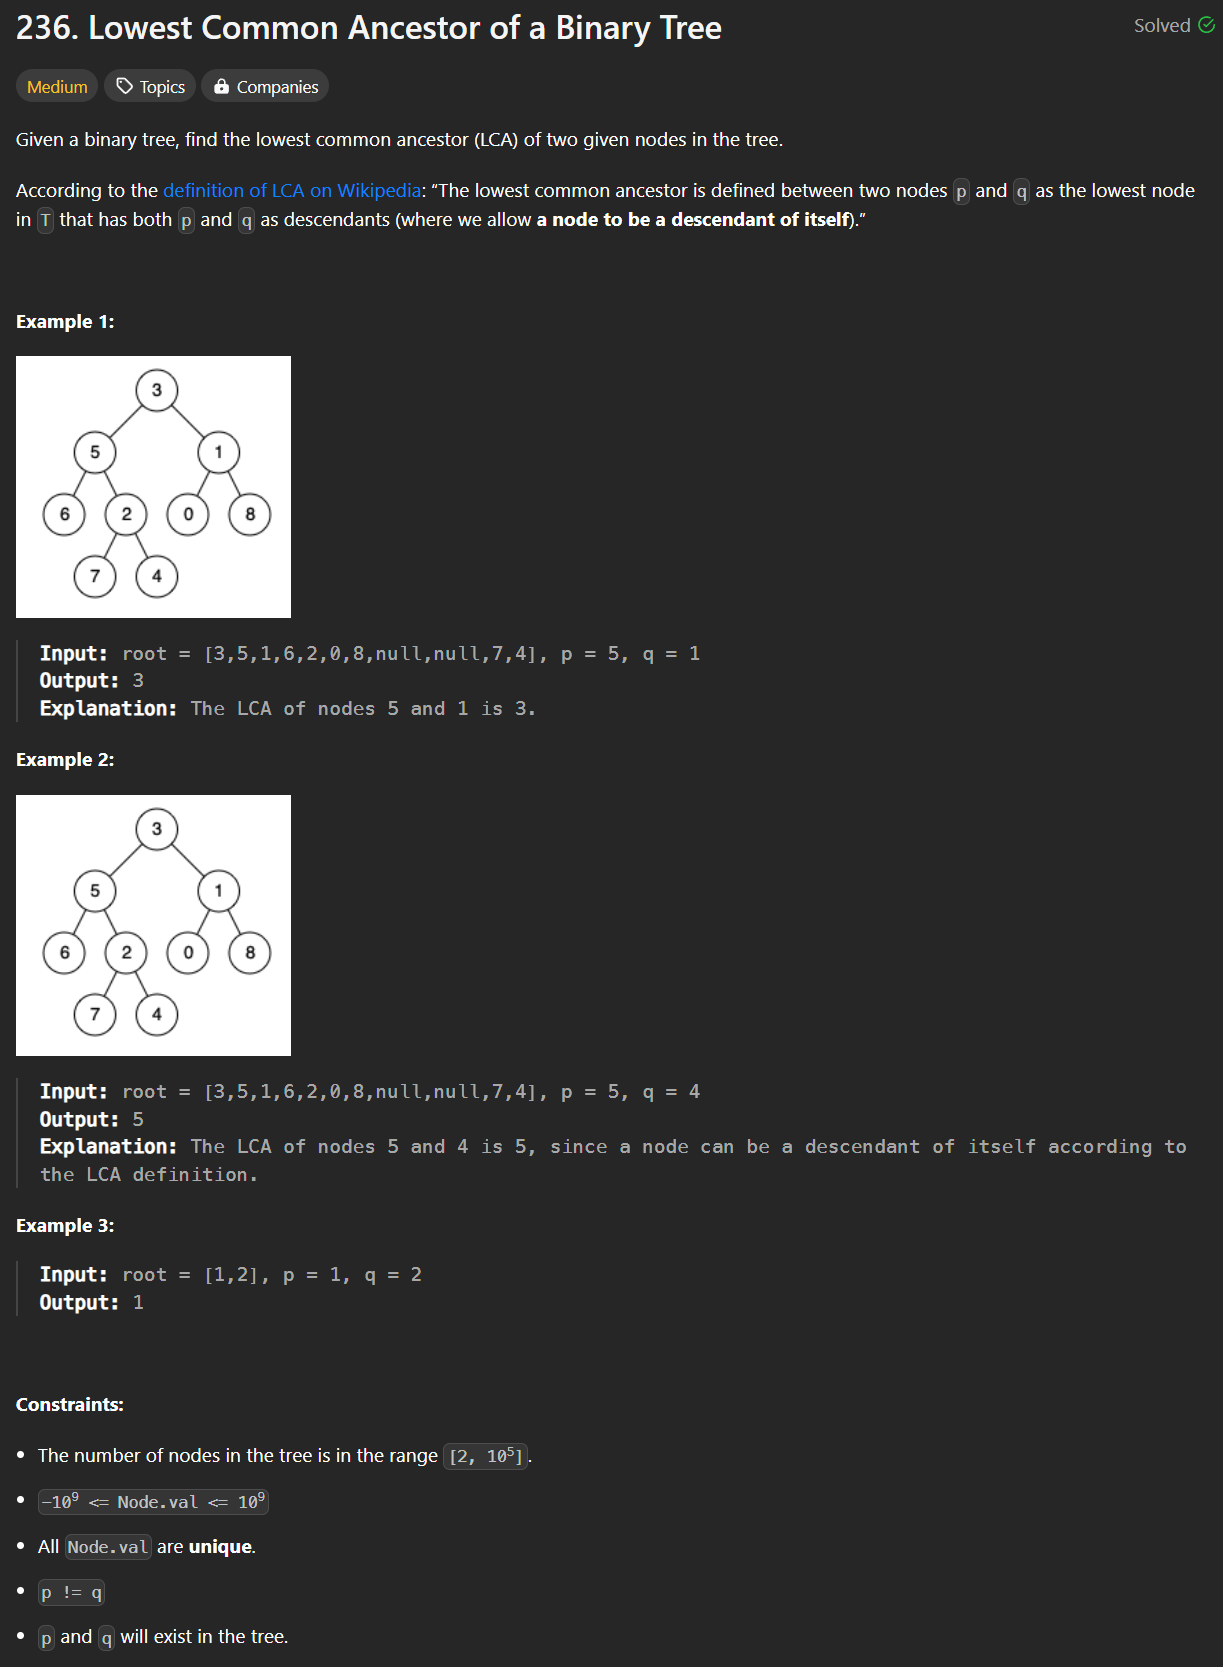 236. Lowest Common Ancestor of a Binary Tree
Solved
Medium
Topics
Companies
Given a binary tree, find the lowest common ancestor (LCA) of two given nodes in the tree.
According to the definition of LCA on Wikipedia: “The lowest common ancestor is defined between two nodes p and q as the lowest node
in T that has both p and q as descendants (where we allow a node to be a descendant of itself).”
Example 1:
3
5 1
6 2 0 8
7 4
Input: root = [3,5,1,6,2,0,8,null,null,7,4], p = 5, q = 1
Output: 3
Explanation: The LCA of nodes 5 and 1 is 3.
Example 2:
3
5 1
6 2 0 8
7 4
Input: root = [3,5,1,6,2,0,8,null,null,7,4], p = 5, q = 4
Output: 5
Explanation: The LCA of nodes 5 and 4 is 5, since a node can be a descendant of itself according to
the LCA definition.
Example 3:
Input: root = [1,2], p = 1, q = 2
Output: 1
Constraints:
• The number of nodes in the tree is in the range [2, 10⁵].
• -10⁹ <= Node.val <= 10⁹
• All Node.val are unique.
• p != q
• p and q will exist in the tree.